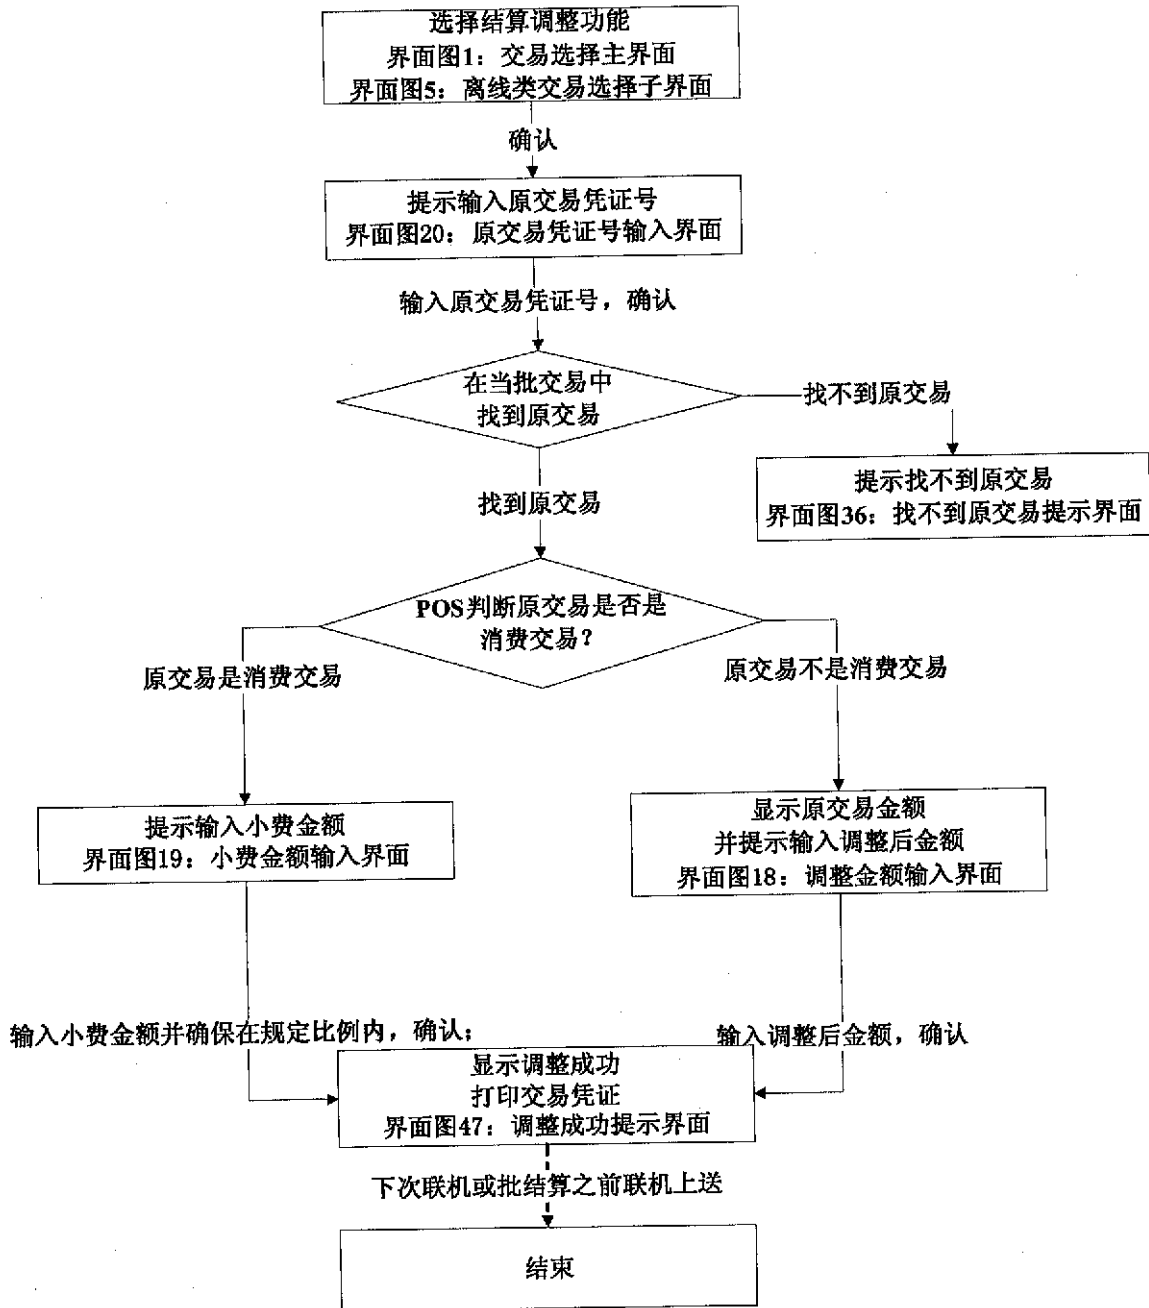 选择结算调整功能
界面图1：交易选择主界面
界面图5：离线类交易选择子界面
确认
提示输入原交易凭证号
界面图20：原交易凭证号输入界面
输入原交易凭证号，确认
在当批交易中
找到原交易
找不到原交易
提示找不到原交易
界面图36：找不到原交易提示界面
找到原交易
POS判断原交易是否是
消费交易？
原交易是消费交易
原交易不是消费交易
提示输入小费金额
界面图19：小费金额输入界面
显示原交易金额
并提示输入调整后金额
界面图18：调整金额输入界面
输入小费金额并确保在规定比例内，确认；
输入调整后金额，确认
显示调整成功
打印交易凭证
界面图47：调整成功提示界面
下次联机或批结算之前联机上送
结束